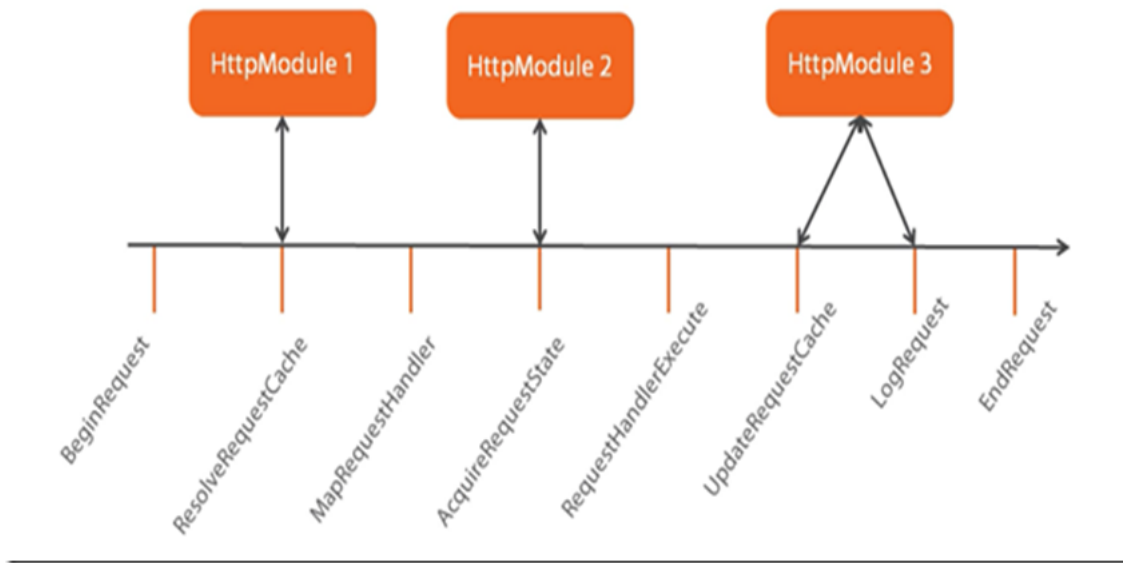 HttpModule 1
HttpModule 2
HttpModule 3
BeginRequest
ResolveRequestCache
MapRequestHandler
AcquireRequestState
RequestHandlerExecute
UpdateRequestCache
LogRequest
EndRequest